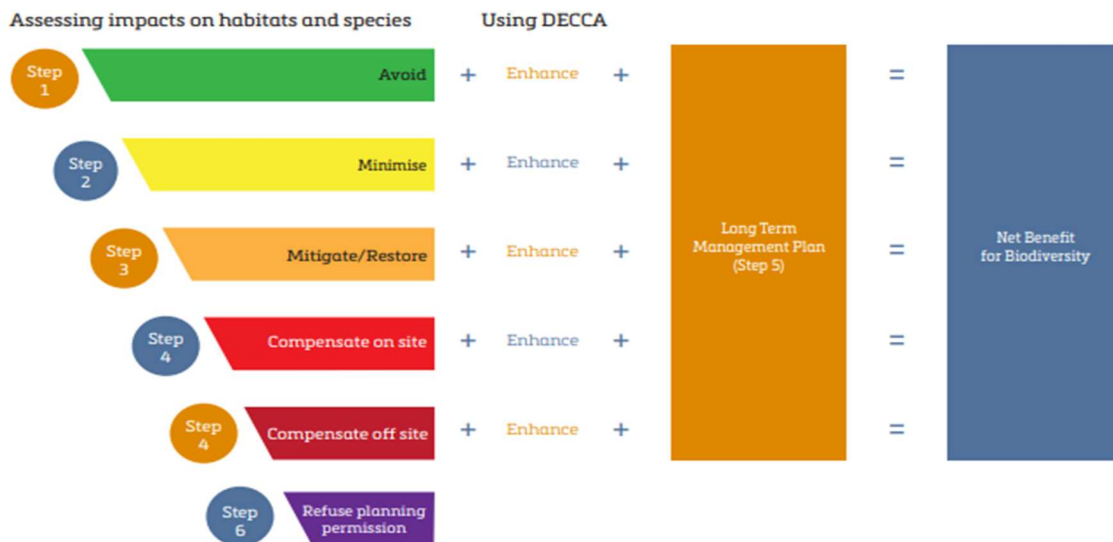 Assessing impacts on habitats and species
Using DECCA
Step
1
Avoid
+ Enhance +
=
Step
2
Minimise
+ Enhance +
=
Step
3
Mitigate/Restore
+ Enhance +
=
Step
4
Compensate on site
+ Enhance +
=
Step
4
Compensate off site
+ Enhance +
=
Step
6
Refuse planning
permission
Long Term
Management Plan
(Step 5)
Net Benefit
for Biodiversity